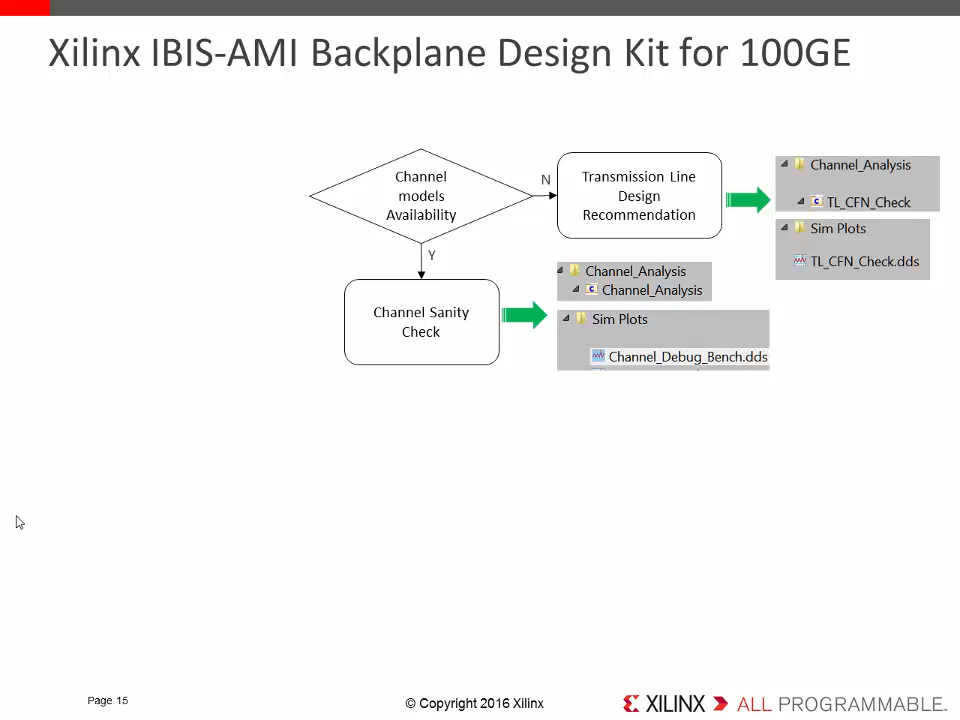 Xilinx IBIS-AMI Backplane Design Kit for 100GE
Channel
models
Availability
N
Transmission Line
Design
Recommendation
Channel_Analysis
TL_CFN_Check
Sim Plots
TL_CFN_Check.dds
Y
Channel Sanity
Check
Channel_Analysis
Channel_Analysis
Sim Plots
Channel_Debug_Bench.dds
Page 15
© Copyright 2016 Xilinx
XILINX ALL PROGRAMMABLE™